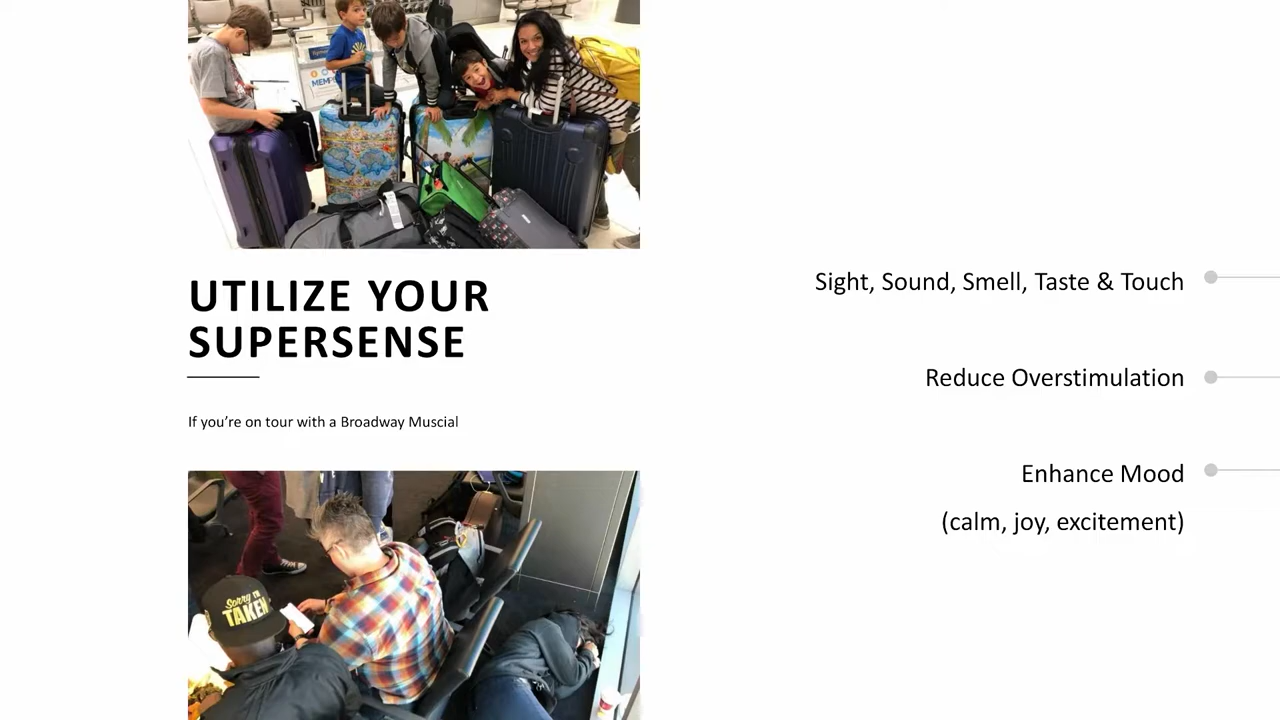 MEMPHIS
UTILIZE YOUR
SUPERSENSE
If you’re on tour with a Broadway Muscial
Sorry I'm
TAKEN
Sight, Sound, Smell, Taste & Touch
Reduce Overstimulation
Enhance Mood
(calm, joy, excitement)